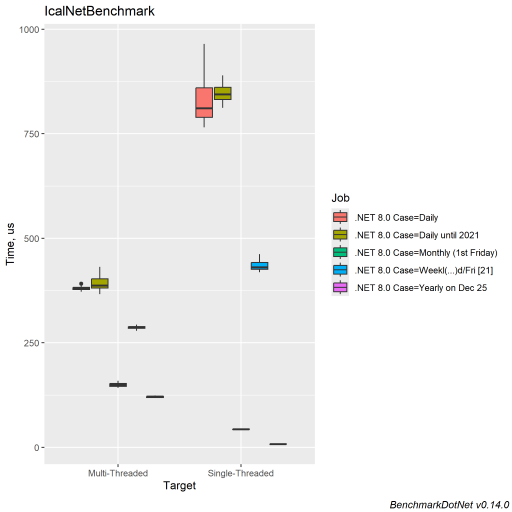 IcalNetBenchmark
1000
750
500
250
0
Time, us
Multi-Threaded
Single-Threaded
Target
Job
.NET 8.0 Case=Daily
.NET 8.0 Case=Daily until 2021
.NET 8.0 Case=Monthly (1st Friday)
.NET 8.0 Case=Weekl(...)d/Fri [21]
.NET 8.0 Case=Yearly on Dec 25
BenchmarkDotNet v0.14.0